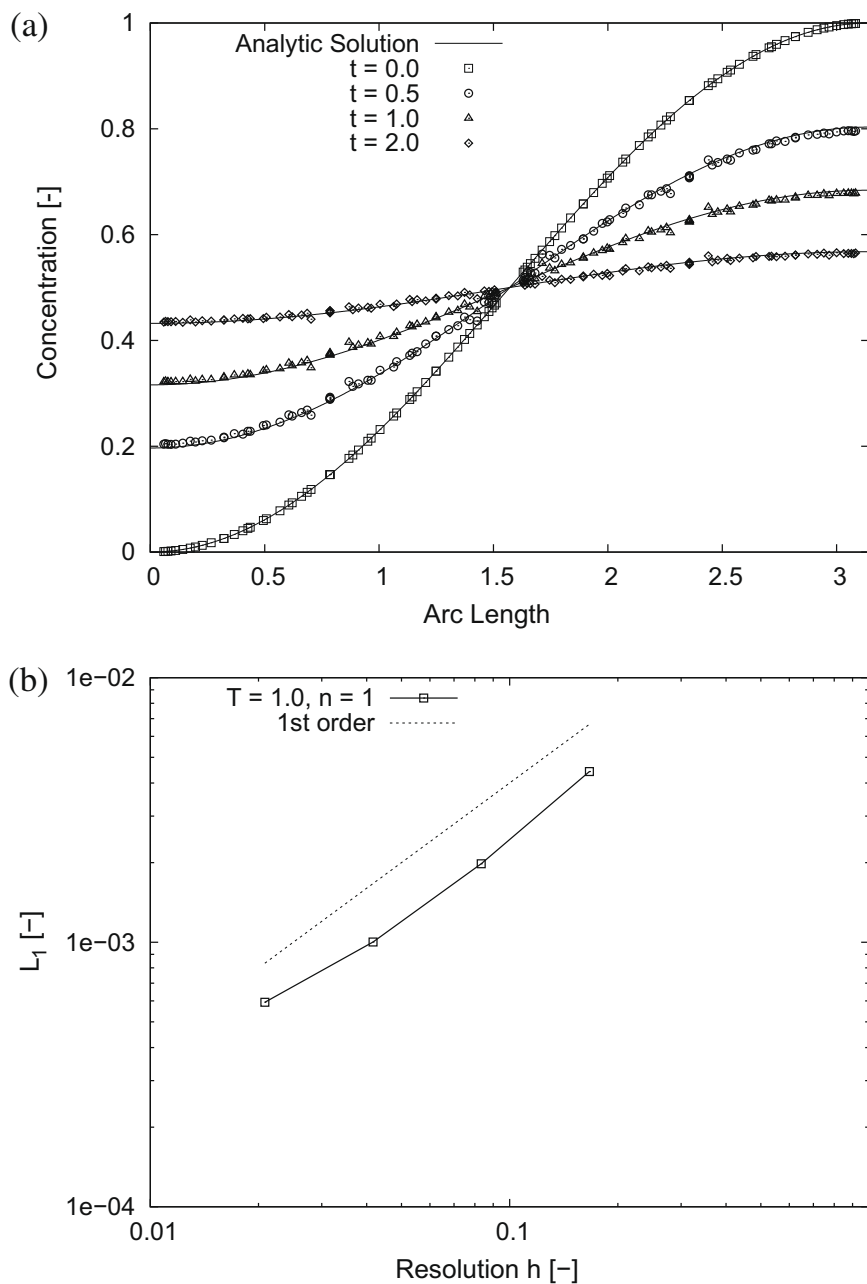 (a)
1
0.8
0.6
0.4
0.2
0
Concentration [-]
Analytic Solution
t = 0.0
t = 0.5
t = 1.0
t = 2.0
0 0.5 1 1.5 2 2.5 3
Arc Length
(b)
1e−02
1e−03
1e−04
L1 [−]
T = 1.0, n = 1
1st order
0.01 0.1
Resolution h [−]